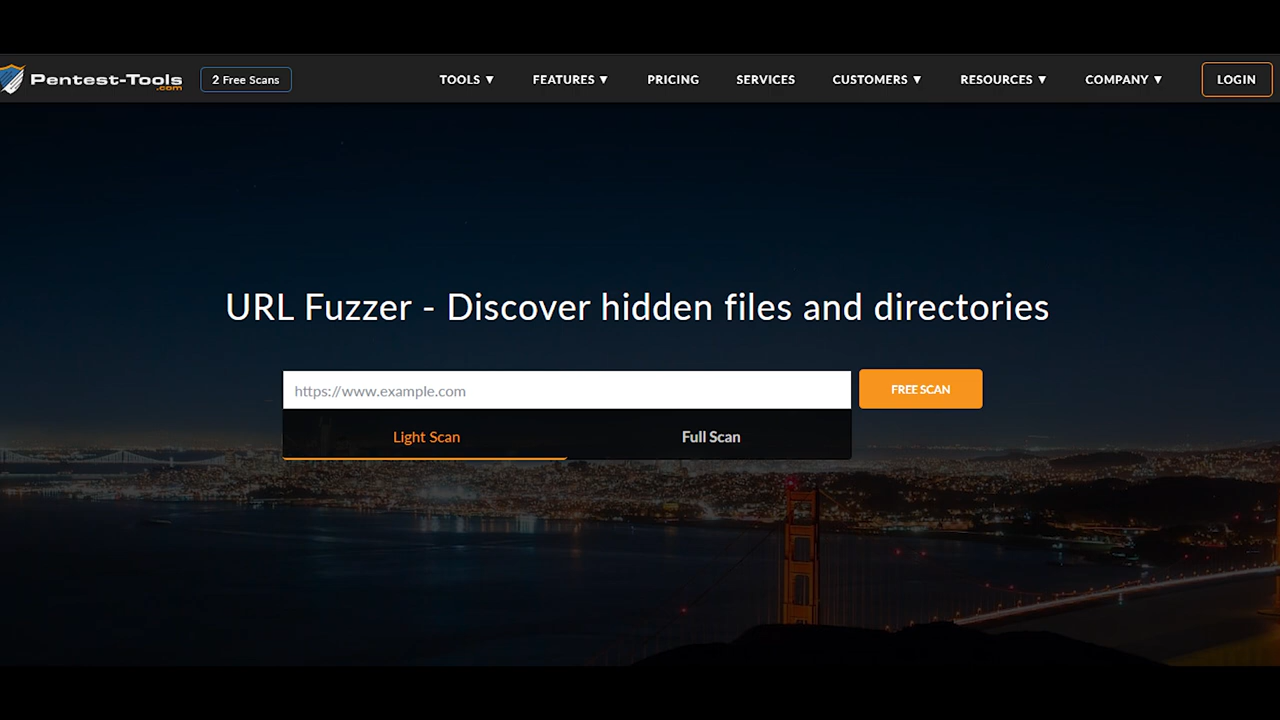 Pentest-Tools
.com
2 Free Scans
TOOLS ▼
FEATURES ▼
PRICING
SERVICES
CUSTOMERS ▼
RESOURCES ▼
COMPANY ▼
LOGIN
URL Fuzzer - Discover hidden files and directories
https://www.example.com
FREE SCAN
Light Scan
Full Scan